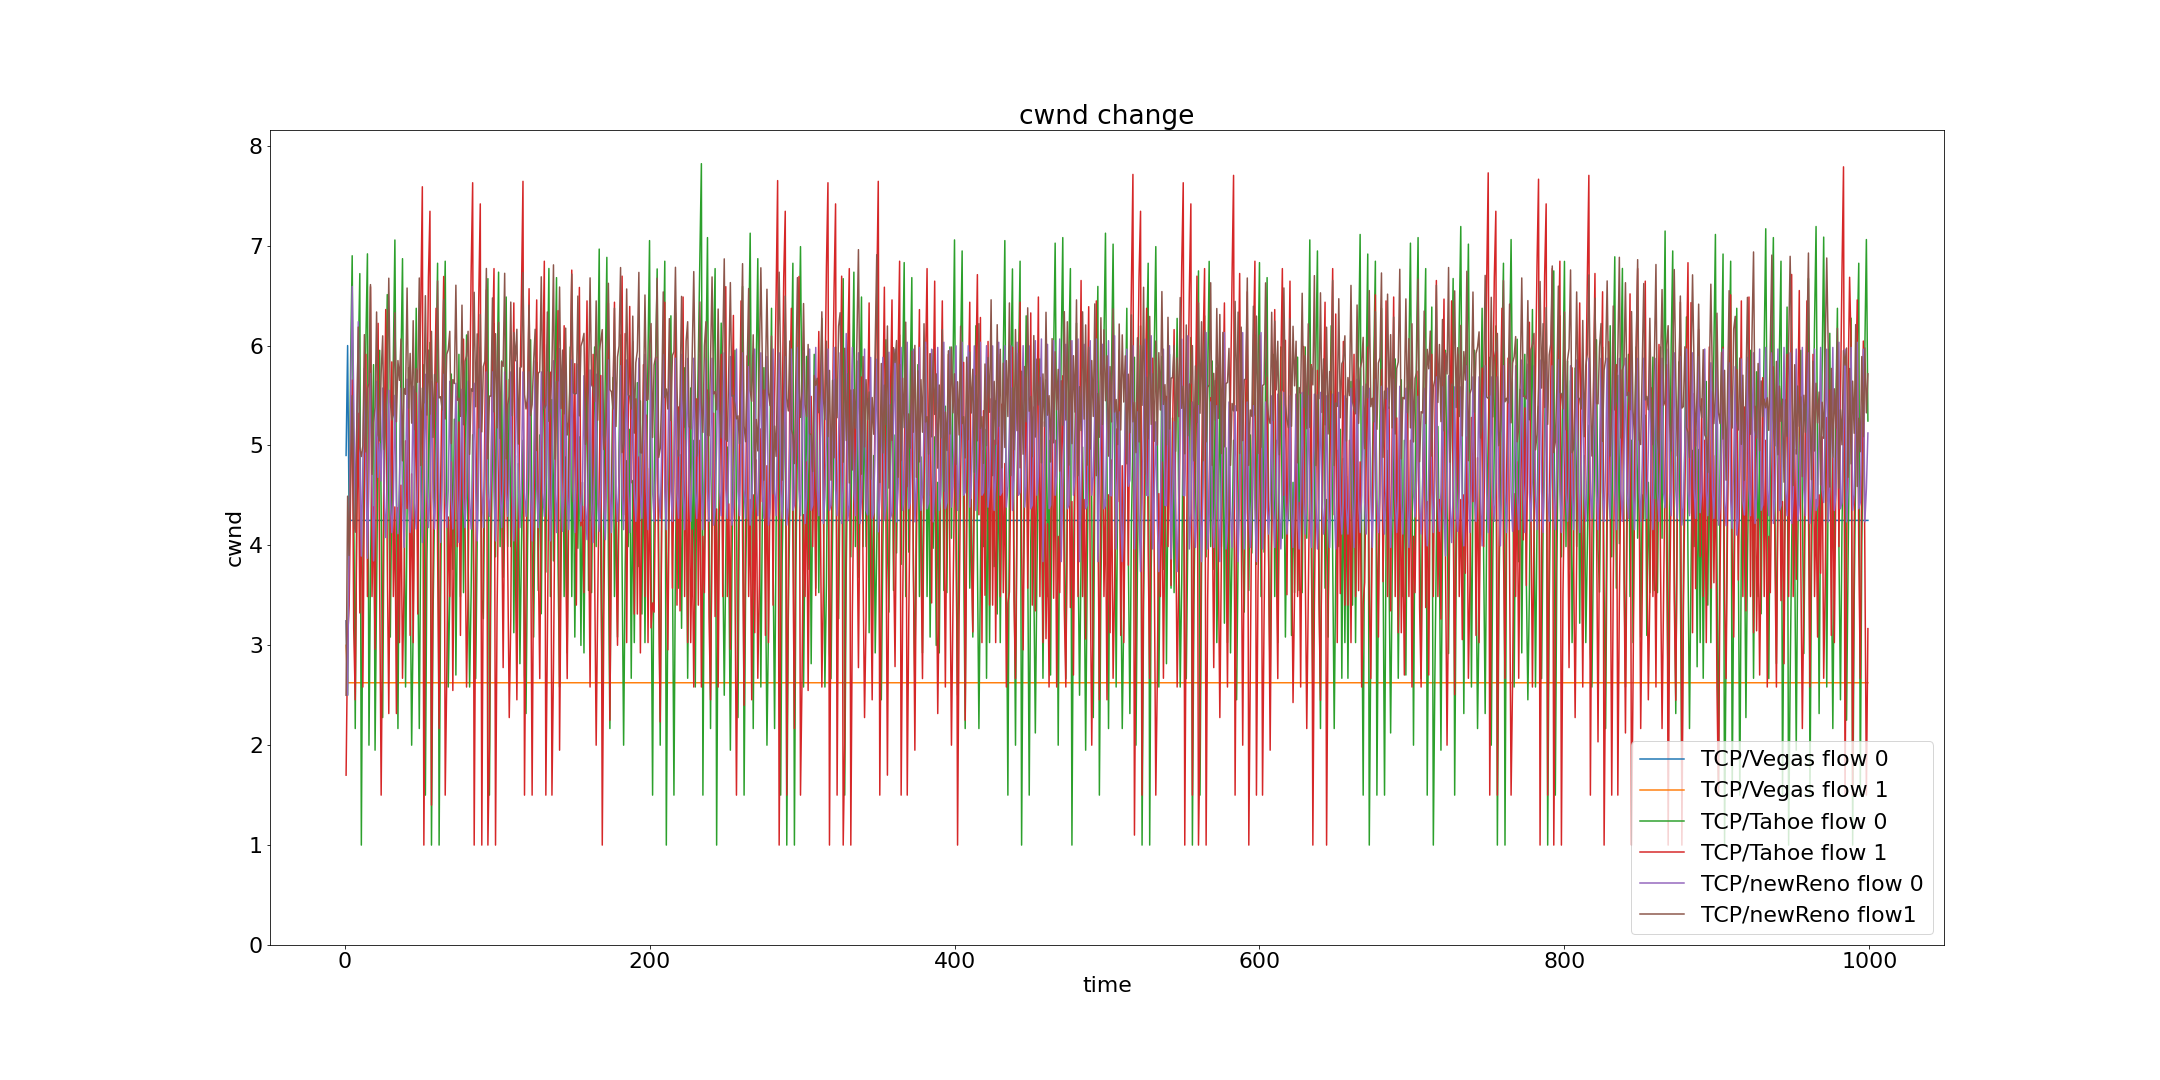 cwnd change
8
7
6
5
4
3
2
1
0
cwnd
0 200 400 600 800 1000
time
TCP/Vegas flow 0
TCP/Vegas flow 1
TCP/Tahoe flow 0
TCP/Tahoe flow 1
TCP/newReno flow 0
TCP/newReno flow1